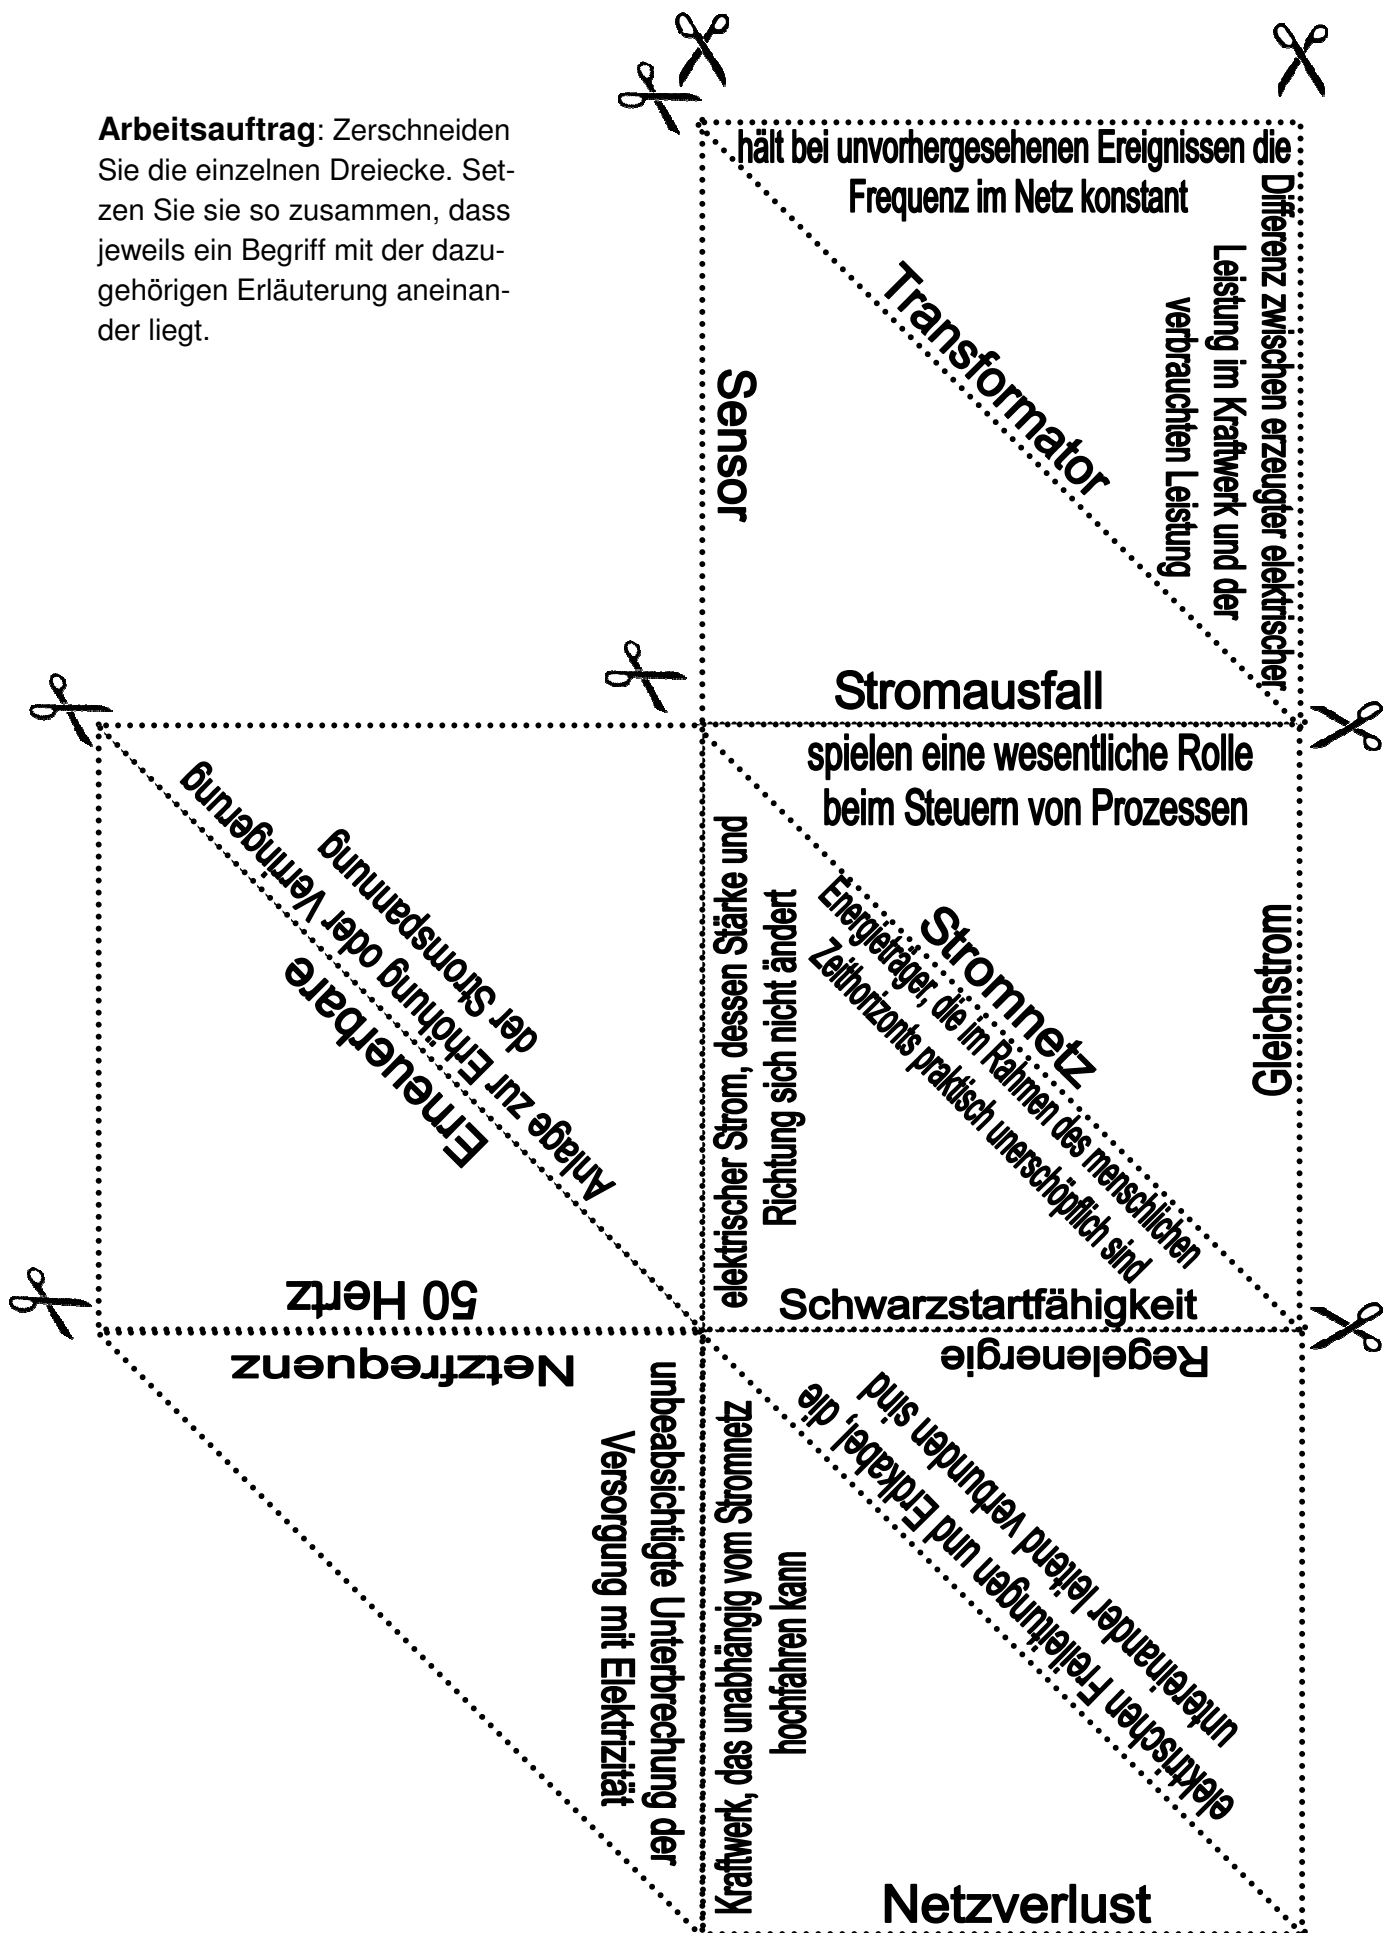 Arbeitsauftrag: Zerschneiden
Sie die einzelnen Dreiecke. Set-
zen Sie sie so zusammen, dass
jeweils ein Begriff mit der dazu-
gehörigen Erläuterung aneinan-
der liegt.
hält bei unvorhergesehenen Ereignissen die
Frequenz im Netz konstant
Differenz zwischen erzeugter elektrischer
Leistung im Kraftwerk und der
verbrauchten Leistung
Transformator
Sensor
Stromausfall
Anlage zur Erhöhung oder Verringerung
der Stromspannung
Erneuerbare
50 Hertz
spielen eine wesentliche Rolle
beim Steuern von Prozessen
Stromnetz
Gleichstrom
elektrischer Strom, dessen Stärke und
Richtung sich nicht ändert
Energieträger, die im Rahmen des menschlichen
Zeithorizonts praktisch unerschöpflich sind
Schwarzstartfähigkeit
Netzfrequenz
unbeabsichtigte Unterbrechung der
Versorgung mit Elektrizität
Regelenergie
elektrischen Freileitungen und Erdkabel, die
untereinander leitend verbunden sind
Kraftwerk, das unabhängig vom Stromnetz
hochfahren kann
Netzverlust